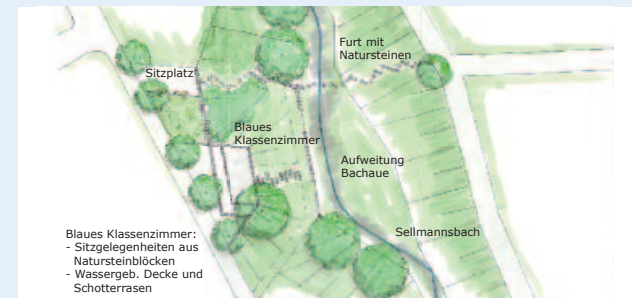 Furt mit
Natursteinen
Sitzplatz
Blaues
Klassenzimmer
Aufweitung
Bachaue
Sellmannsbach
Blaues Klassenzimmer:
- Sitzgelegenheiten aus
Natursteinblöcken
- Wassergeb. Decke und
Schotterrasen